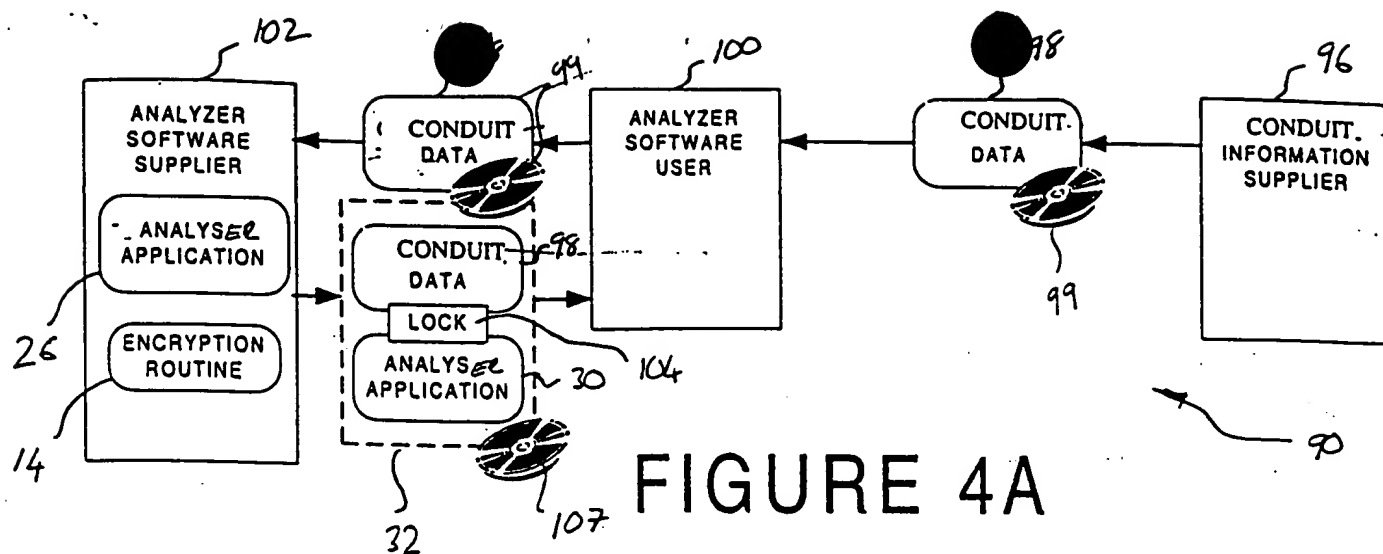 102
99
100
98
96
ANALYZER
SOFTWARE
SUPPLIER
CONDUIT
DATA
ANALYZER
SOFTWARE
USER
CONDUIT.
DATA
CONDUIT.
INFORMATION
SUPPLIER
ANALYSER
APPLICATION
CONDUIT.
DATA
98
99
LOCK
26
ENCRYPTION
ROUTINE
ANALYSER
APPLICATION
30
104
14
90
32
107
FIGURE 4A